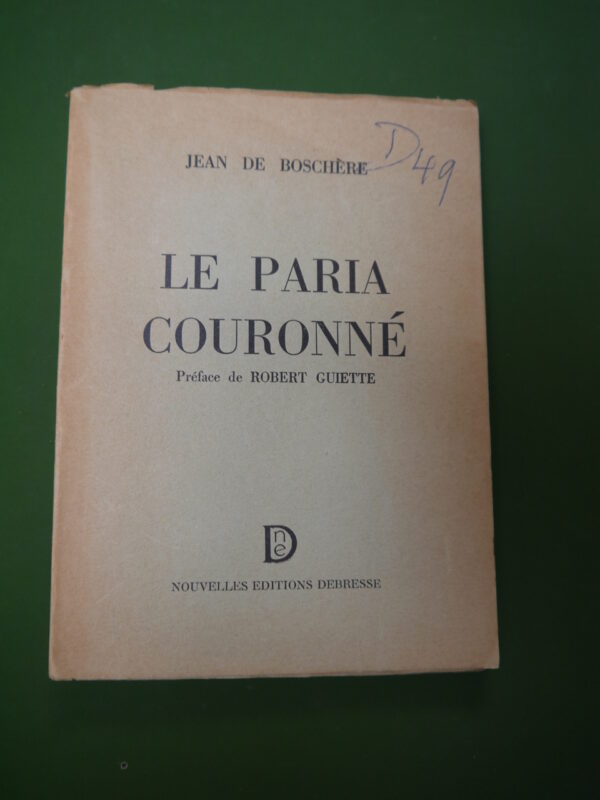 JEAN DE BOSCHÈRE
D49
LE PARIA
COURONNÉ
Préface de ROBERT GUIETTE
Dne
NOUVELLES EDITIONS DEBRESSE